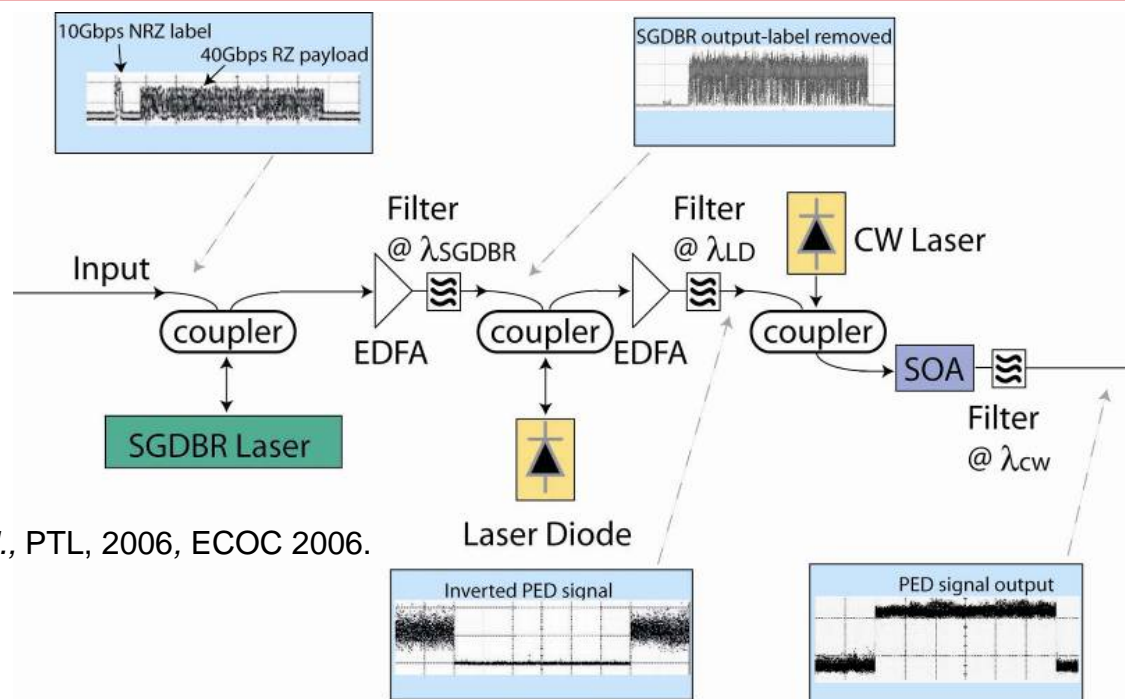 10Gbps NRZ label
40Gbps RZ payload
SGDBR output-label removed
Input
Filter
@ λSGDBR
Filter
@ λLD
CW Laser
coupler
EDFA
coupler
EDFA
coupler
SOA
SGDBR Laser
Filter
@ λcw
Laser Diode
., PTL, 2006, ECOC 2006.
Inverted PED signal
PED signal output